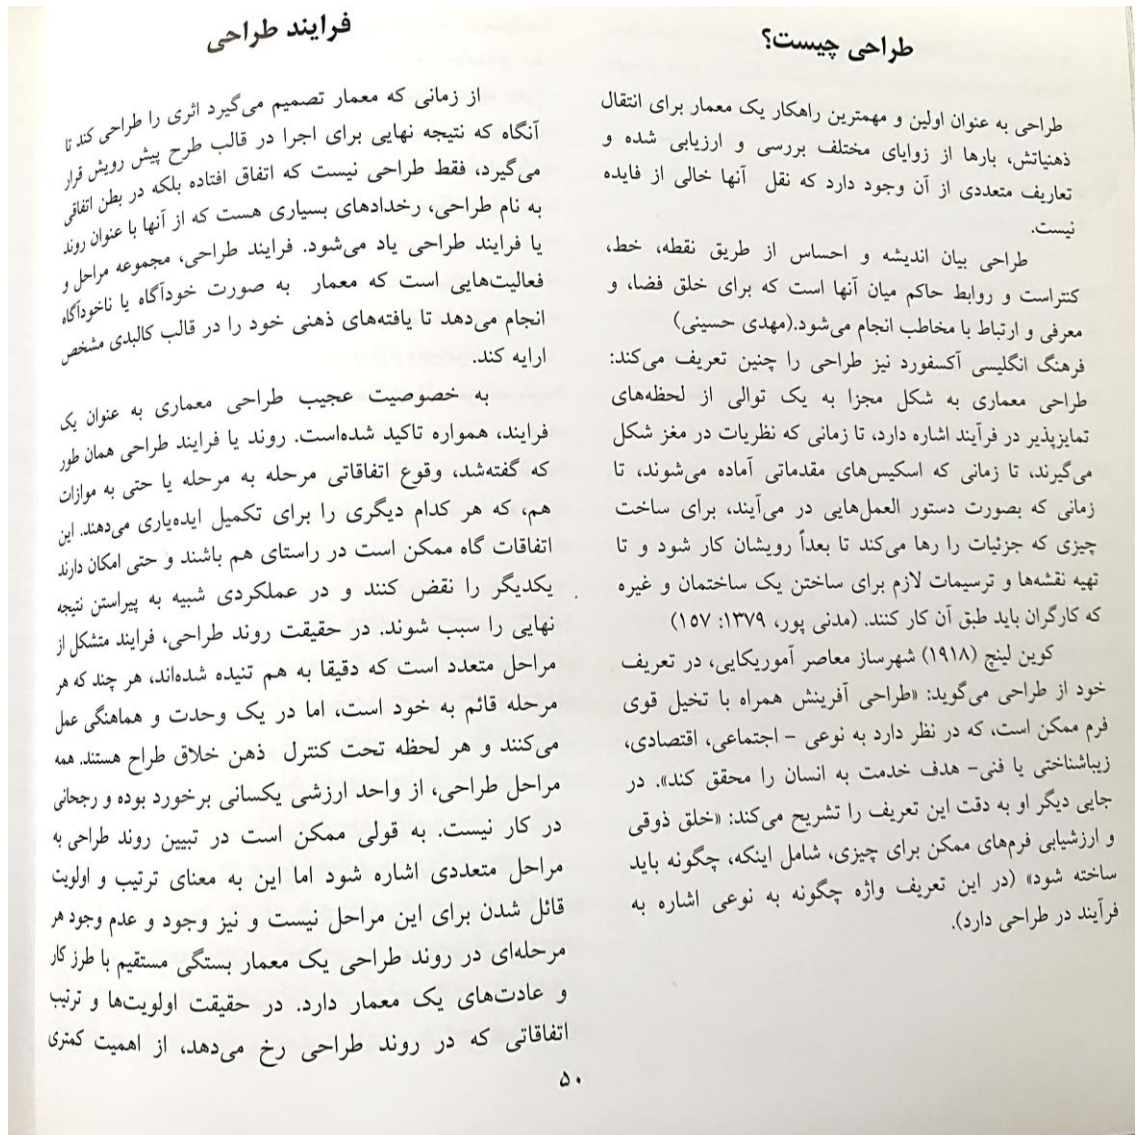 طراحی چیست؟
طراحی به عنوان اولین و مهمترین راهکار یک معمار برای انتقال
ذهنیاتش، بارها از زوایای مختلف بررسی و ارزیابی شده و
تعاریف متعددی از آن وجود دارد که نقل آنها خالی از فایده
نیست.
طراحی بیان اندیشه و احساس از طریق نقطه، خط،
کنتراست و روابط حاکم میان آنها است که برای خلق فضا، و
معرفی و ارتباط با مخاطب انجام می‌شود.(مهدی حسینی)
فرهنگ انگلیسی آکسفورد نیز طراحی را چنین تعریف می‌کند:
طراحی معماری به شکل مجزا به یک توالی از لحظه‌های
تمایزپذیر در فرآیند اشاره دارد، تا زمانی که نظریات در مغز شکل
می‌گیرند، تا زمانی که اسکیس‌های مقدماتی آماده می‌شوند، تا
زمانی که بصورت دستور العمل‌هایی در می‌آیند، برای ساخت
چیزی که جزئیات را رها می‌کند تا بعداً رویشان کار شود و تا
تهیه نقشه‌ها و ترسیمات لازم برای ساختن یک ساختمان و غیره
که کارگران باید طبق آن کار کنند. (مدنی پور، ۱۳۷۹: ۱۵۷)
کوین لینچ (۱۹۱۸) شهرساز معاصر آموریکایی، در تعریف
خود از طراحی می‌گوید: «طراحی آفرینش همراه با تخیل قوی
فرم ممکن است، که در نظر دارد به نوعی - اجتماعی، اقتصادی،
زیباشناختی یا فنی- هدف خدمت به انسان را محقق کند». در
جایی دیگر او به دقت این تعریف را تشریح می‌کند: «خلق ذوقی
و ارزشیابی فرم‌های ممکن برای چیزی، شامل اینکه، چگونه باید
ساخته شود» (در این تعریف واژه چگونه به نوعی اشاره به
فرآیند در طراحی دارد).
فرایند طراحی
از زمانی که معمار تصمیم می‌گیرد اثری را طراحی کند تا
آنگاه که نتیجه نهایی برای اجرا در قالب طرح پیش رویش قرار
می‌گیرد، فقط طراحی نیست که اتفاق افتاده بلکه در بطن اتفاقی
به نام طراحی، رخدادهای بسیاری هست که از آنها با عنوان روند
یا فرایند طراحی یاد می‌شود. فرایند طراحی، مجموعه مراحل و
فعالیت‌هایی است که معمار به صورت خودآگاه یا ناخودآگاه
انجام می‌دهد تا یافته‌های ذهنی خود را در قالب کالبدی مشخص
ارایه کند.
به خصوصیت عجیب طراحی معماری به عنوان یک
فرایند، همواره تاکید شده‌است. روند یا فرایند طراحی همان طور
که گفته‌شد، وقوع اتفاقاتی مرحله به مرحله یا حتی به موازات
هم، که هر کدام دیگری را برای تکمیل ایده‌یاری می‌دهند. این
اتفاقات گاه ممکن است در راستای هم باشند و حتی امکان دارند
یکدیگر را نقض کنند و در عملکردی شبیه به پیراستن نتیجه
نهایی را سبب شوند. در حقیقت روند طراحی، فرایند متشکل از
مراحل متعدد است که دقیقا به هم تنیده شده‌اند، هر چند که هر
مرحله قائم به خود است، اما در یک وحدت و هماهنگی عمل
می‌کنند و هر لحظه تحت کنترل ذهن خلاق طراح هستند. همه
مراحل طراحی، از واحد ارزشی یکسانی برخورد بوده و رجحانی
در کار نیست. به قولی ممکن است در تبیین روند طراحی به
مراحل متعددی اشاره شود اما این به معنای ترتیب و اولویت
قائل شدن برای این مراحل نیست و نیز وجود و عدم وجود هر
مرحله‌ای در روند طراحی یک معمار بستگی مستقیم با طرز کار
و عادت‌های یک معمار دارد. در حقیقت اولویت‌ها و ترتیب
اتفاقاتی که در روند طراحی رخ می‌دهد، از اهمیت کمتری
۵۰